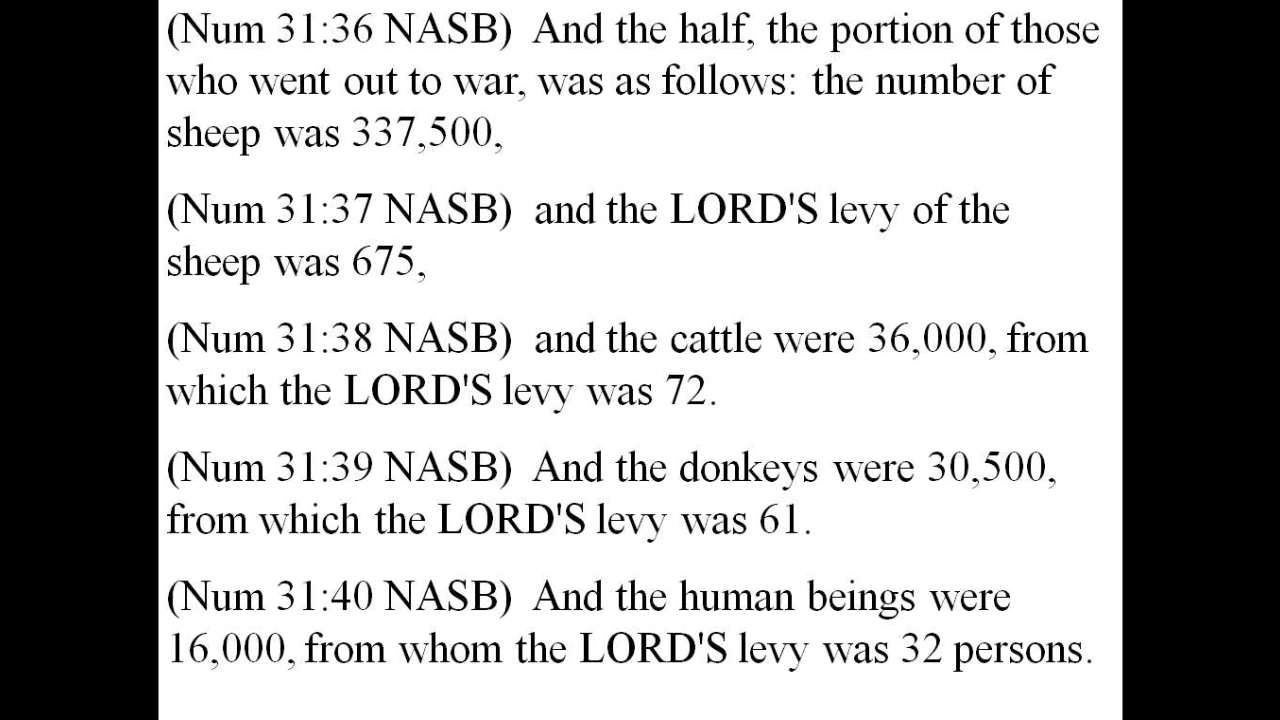 (Num 31:36 NASB) And the half, the portion of those
who went out to war, was as follows: the number of
sheep was 337,500,
(Num 31:37 NASB) and the LORD'S levy of the
sheep was 675,
(Num 31:38 NASB) and the cattle were 36,000, from
which the LORD'S levy was 72.
(Num 31:39 NASB) And the donkeys were 30,500,
from which the LORD'S levy was 61.
(Num 31:40 NASB) And the human beings were
16,000, from whom the LORD'S levy was 32 persons.